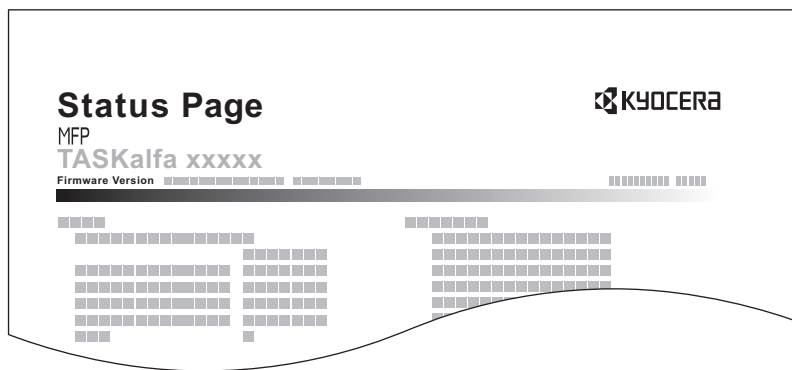 Status Page
KYOCERA
MFP
TASKalfa xxxxx
Firmware Version